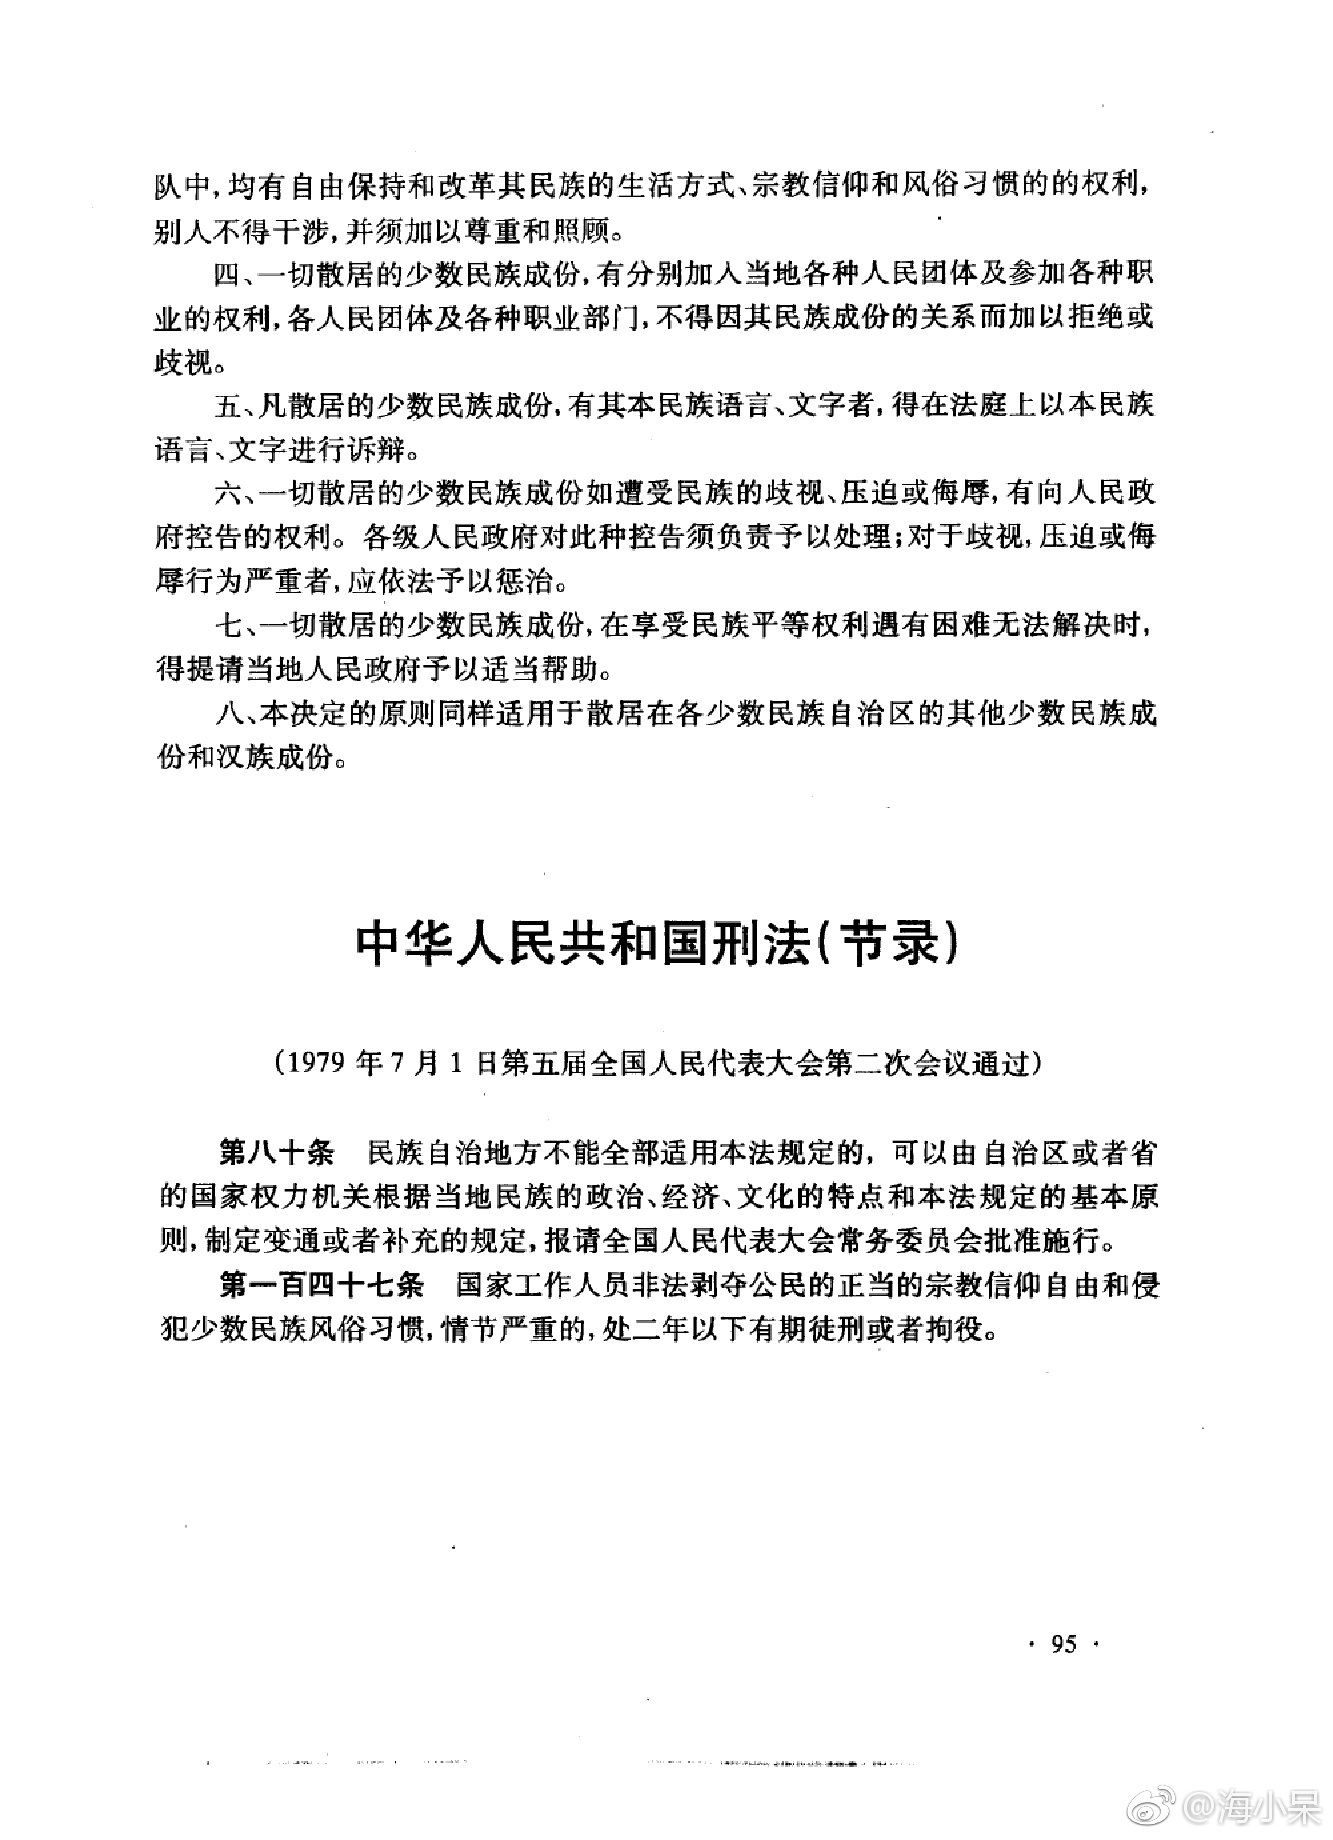 队中,均有自由保持和改革其民族的生活方式、宗教信仰和风俗习惯的的权利,
别人不得干涉,并须加以尊重和照顾。
四、一切散居的少数民族成份,有分别加入当地各种人民团体及参加各种职
业的权利,各人民团体及各种职业部门,不得因其民族成份的关系而加以拒绝或
歧视。
五、凡散居的少数民族成份,有其本民族语言、文字者,得在法庭上以本民族
语言、文字进行诉辩。
六、一切散居的少数民族成份如遭受民族的歧视、压迫或侮辱,有向人民政
府控告的权利。各级人民政府对此种控告须负责予以处理;对于歧视,压迫或侮
辱行为严重者,应依法予以惩治。
七、一切散居的少数民族成份,在享受民族平等权利遇有困难无法解决时,
得提请当地人民政府予以适当帮助。
八、本决定的原则同样适用于散居在各少数民族自治区的其他少数民族成
份和汉族成份。
中华人民共和国刑法(节录)
(1979 年 7 月 1 日第五届全国人民代表大会第二次会议通过)
第八十条 民族自治地方不能全部适用本法规定的,可以由自治区或者省
的国家权力机关根据当地民族的政治、经济、文化的特点和本法规定的基本原
则,制定变通或者补充的规定,报请全国人民代表大会常务委员会批准施行。
第一百四十七条 国家工作人员非法剥夺公民的正当的宗教信仰自由和侵
犯少数民族风俗习惯,情节严重的,处二年以下有期徒刑或者拘役。
· 95 ·
@海小呆